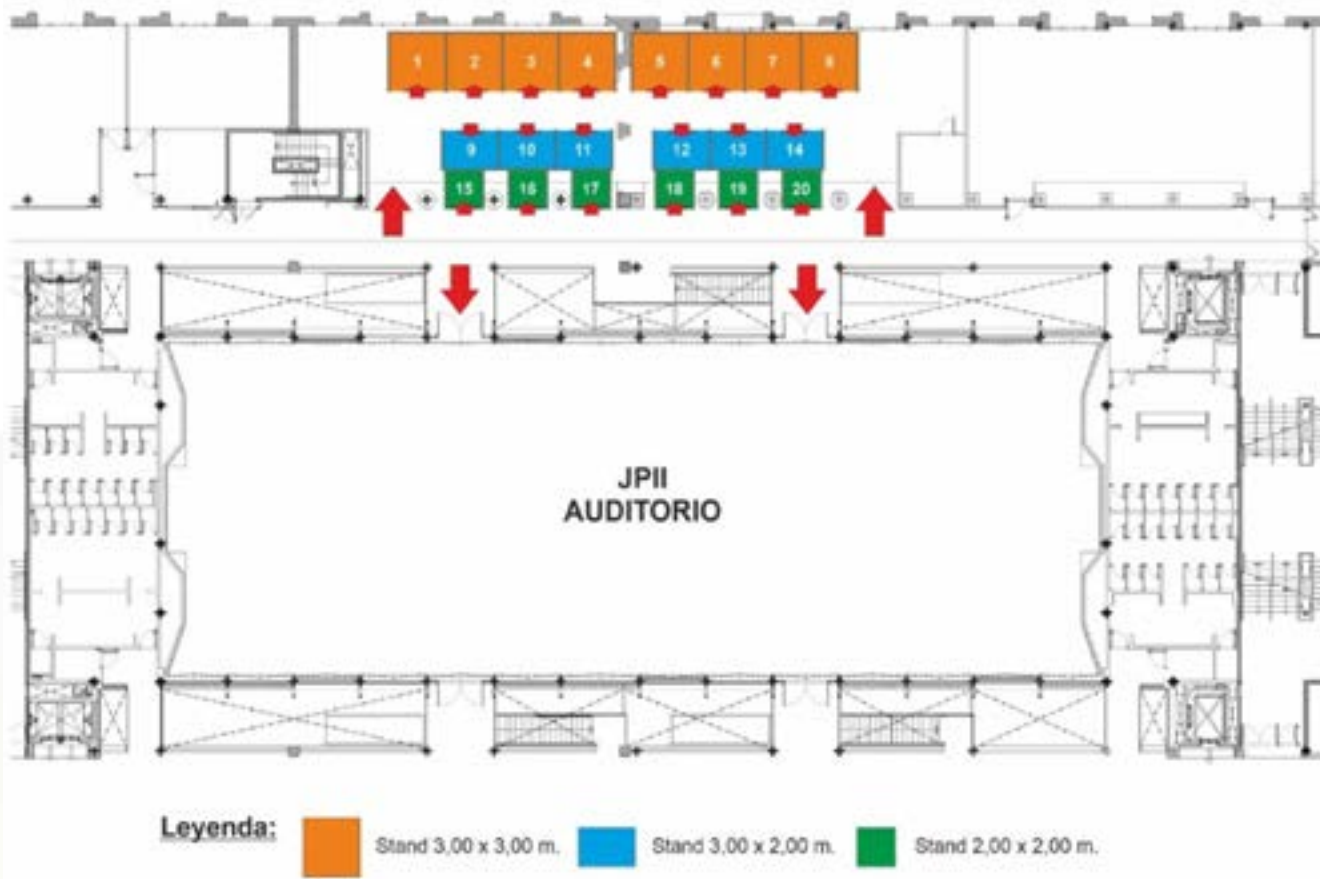 1 2 3 4 5 6 7 8
9 10 11 12 13 14
15 16 17 18 19 20
JPII
AUDITORIO
Leyenda:
Stand 3,00 x 3,00 m.
Stand 3,00 x 2,00 m.
Stand 2,00 x 2,00 m.